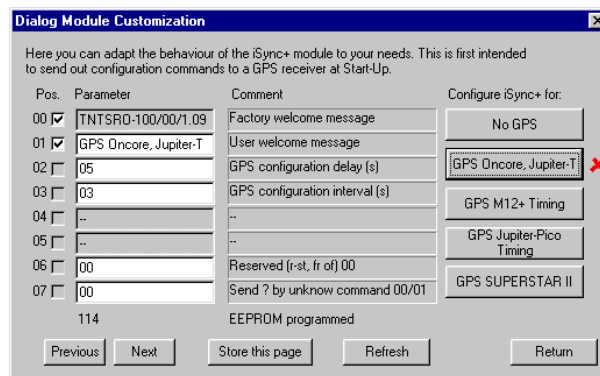 Dialog Module Customization
Here you can adapt the behaviour of the iSync+ module to your needs. This is first intended
to send out configuration commands to a GPS receiver at Start-Up.
Pos. Parameter Comment Configure iSync+ for:
00 TNTSRO-100/00/1.09 Factory welcome message No GPS
01 GPS Oncore, Jupiter-T User welcome message
02 05 GPS configuration delay (s) GPS Oncore, Jupiter-T
03 03 GPS configuration interval (s)
04 -- -- GPS M12+ Timing
05 -- -- GPS Jupiter-Pico
Timing
06 00 Reserved (r-st, fr of) 00
07 00 Send ? by unknow command 00/01 GPS SUPERSTAR II
114 EEPROM programmed
Previous Next Store this page Refresh Return